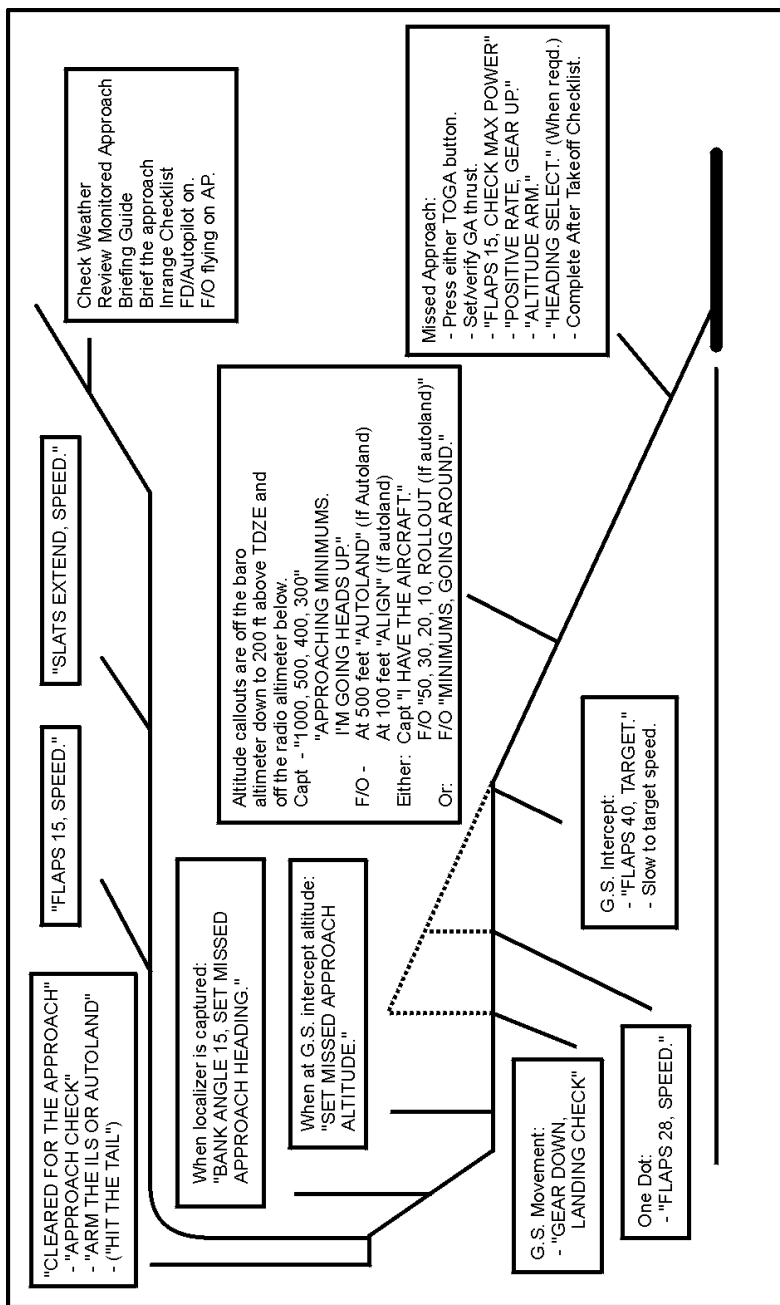 Check Weather
Review Monitored Approach
Briefing Guide
Brief the approach
Inrange Checklist
FD/Autopilot on.
F/O flying on AP.
"SLATS EXTEND, SPEED."
"FLAPS 15, SPEED."
"CLEARED FOR THE APPROACH"
- "APPROACH CHECK"
- "ARM THE ILS OR AUTOLAND"
- ("HIT THE TAIL")
When localizer is captured:
"BANK ANGLE 15, SET MISSED
APPROACH HEADING."
When at G.S. intercept altitude:
"SET MISSED APPROACH
ALTITUDE."
G.S. Movement:
- "GEAR DOWN,
LANDING CHECK"
One Dot:
- "FLAPS 28, SPEED."
G.S. Intercept:
- "FLAPS 40, TARGET."
- Slow to target speed.
Altitude callouts are off the baro
altimeter down to 200 ft above TDZE and
off the radio altimeter below.
Capt - "1000, 500, 400, 300"
"APPROACHING MINIMUMS.
I'M GOING HEADS UP."
F/O - At 500 feet "AUTOLAND" (If Autoland)
At 100 feet "ALIGN" (If autoland)
Either: Capt "I HAVE THE AIRCRAFT."
F/O "50, 30, 20, 10, ROLLOUT (If autoland)"
Or: F/O "MINIMUMS, GOING AROUND."
Missed Approach:
- Press either TOGA button.
- Set/verify GA thrust.
- "FLAPS 15, CHECK MAX POWER"
- "POSITIVE RATE, GEAR UP."
- "ALTITUDE ARM."
- "HEADING SELECT." (When reqd.)
- Complete After Takeoff Checklist.